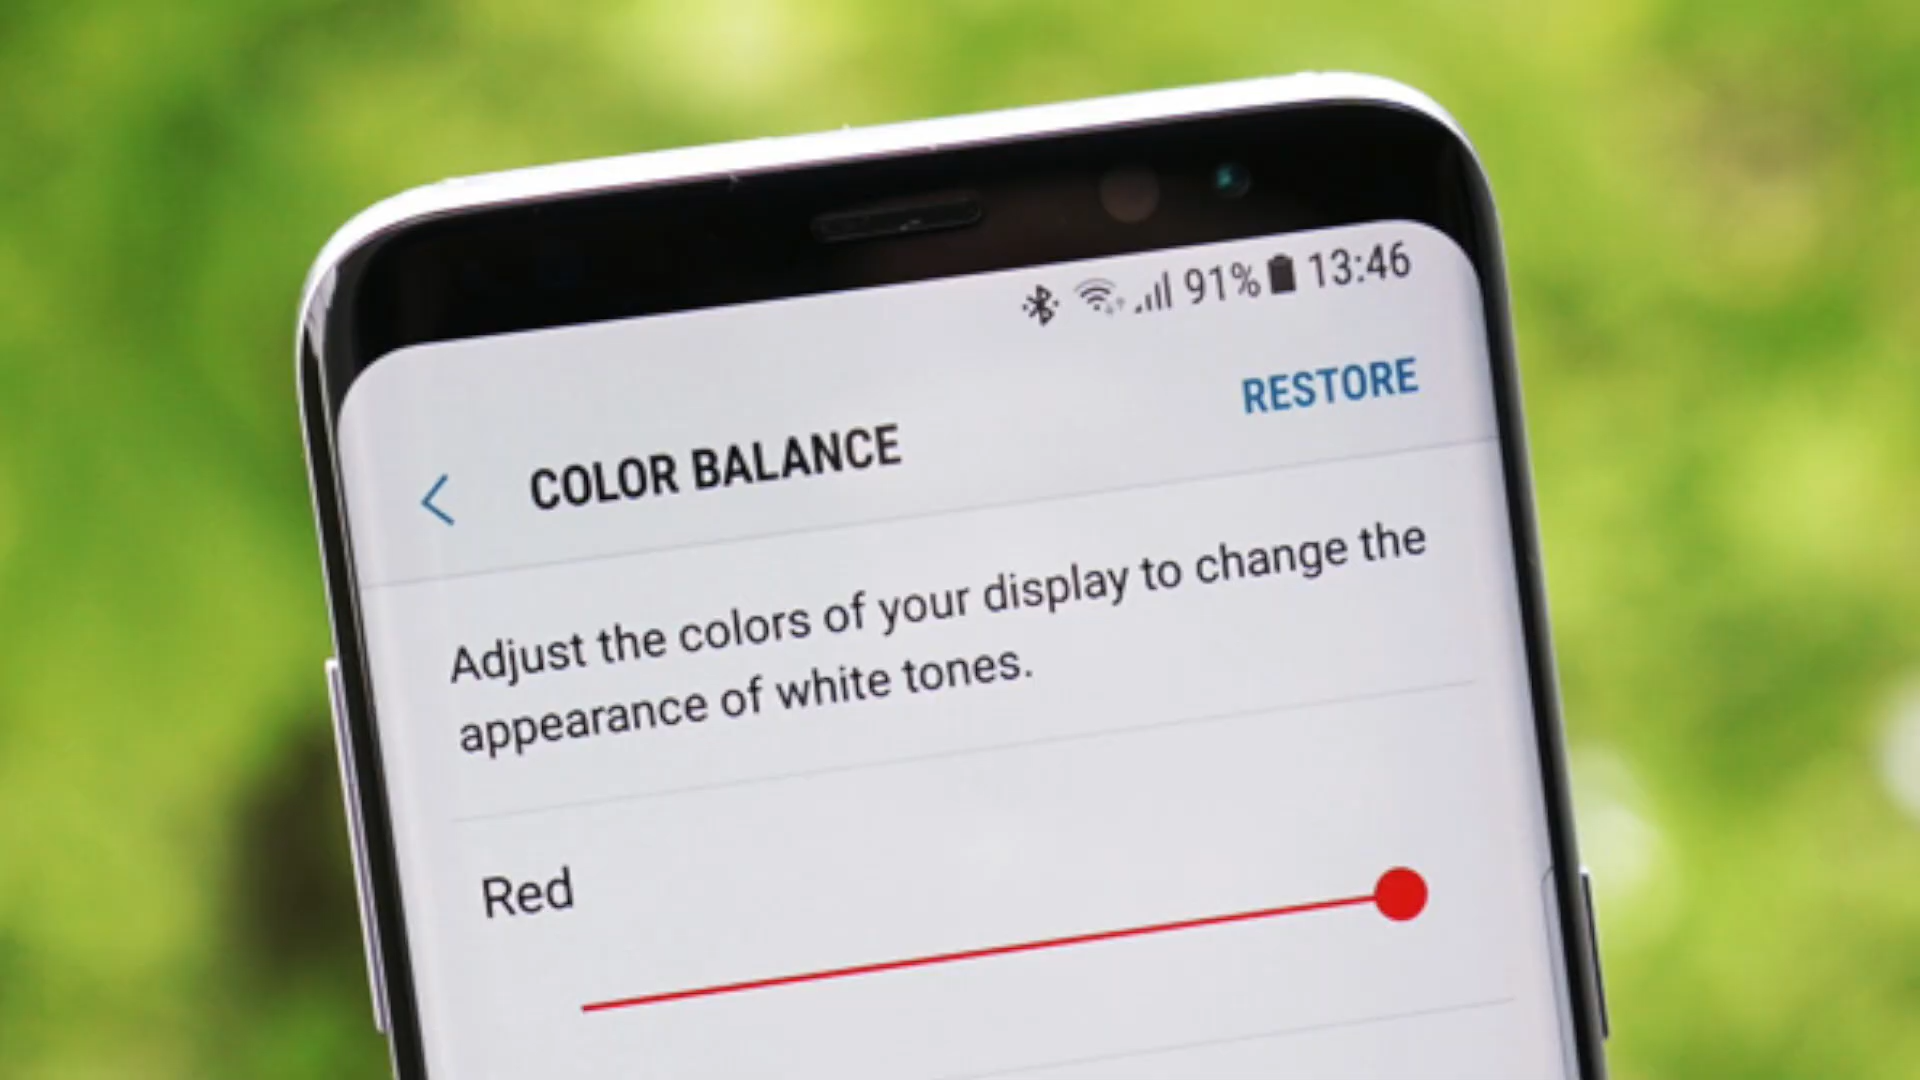 91% 13:46
RESTORE
COLOR BALANCE
Adjust the colors of your display to change the
appearance of white tones.
Red